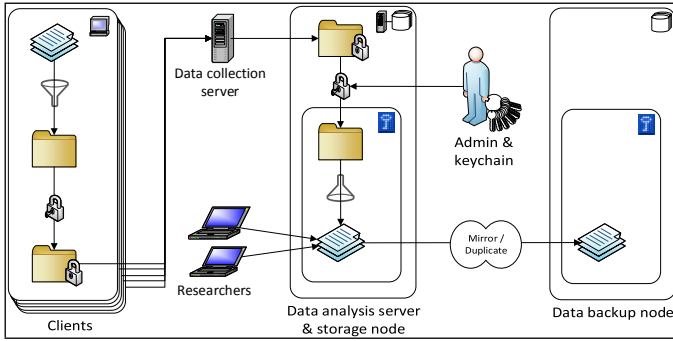 Data collection
server
Admin &
keychain
Mirror /
Duplicate
Researchers
Clients
Data analysis server
& storage node
Data backup node